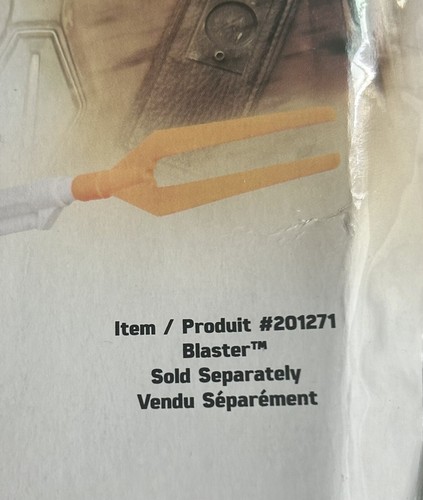 Item / Produit #201271
Blaster™
Sold Separately
Vendu Séparément